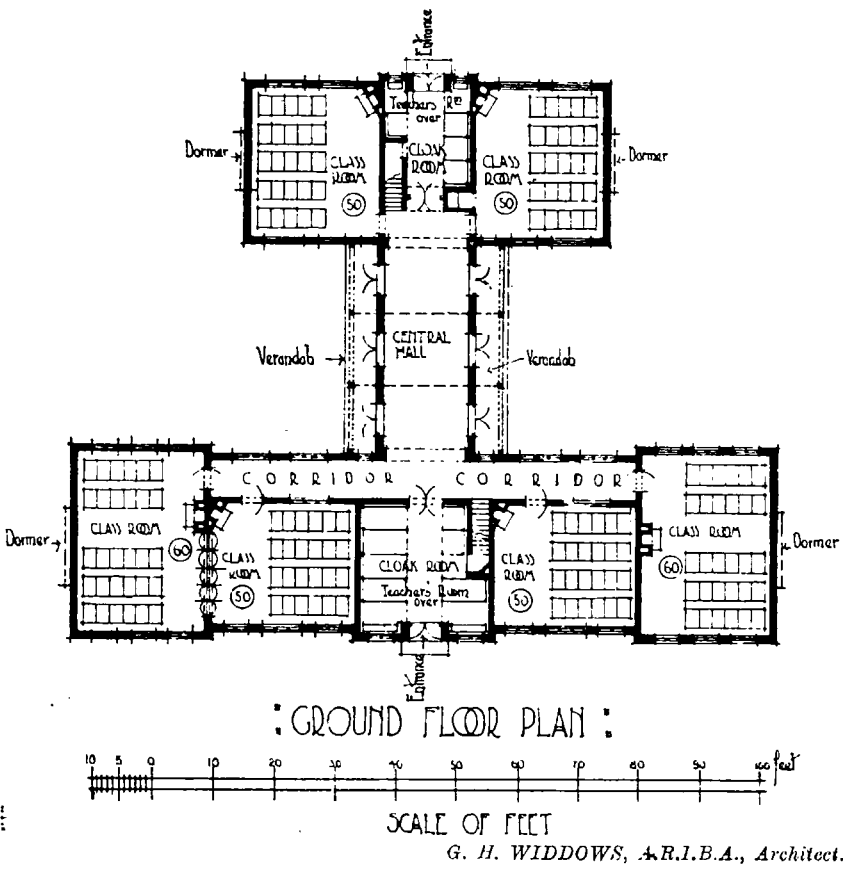 Entrance
Teachers Rm
over
CLOAK
ROOM
Dormer
CLASS
ROOM
50
CLASS
ROOM
50
Dormer
CENTRAL
HALL
Verandah
Verandah
CORRIDOR
CORRIDOR
Dormer
CLASS ROOM
60
CLASS
ROOM
50
CLOAK ROOM
Teachers Room
over
CLASS
ROOM
50
CLASS ROOM
60
Dormer
Entrance
: GROUND FLOOR PLAN :
10 5 0 10 20 30 40 50 60 70 80 90 100 feet
SCALE OF FEET
G. H. WIDDOWS, A.R.I.B.A., Architect.